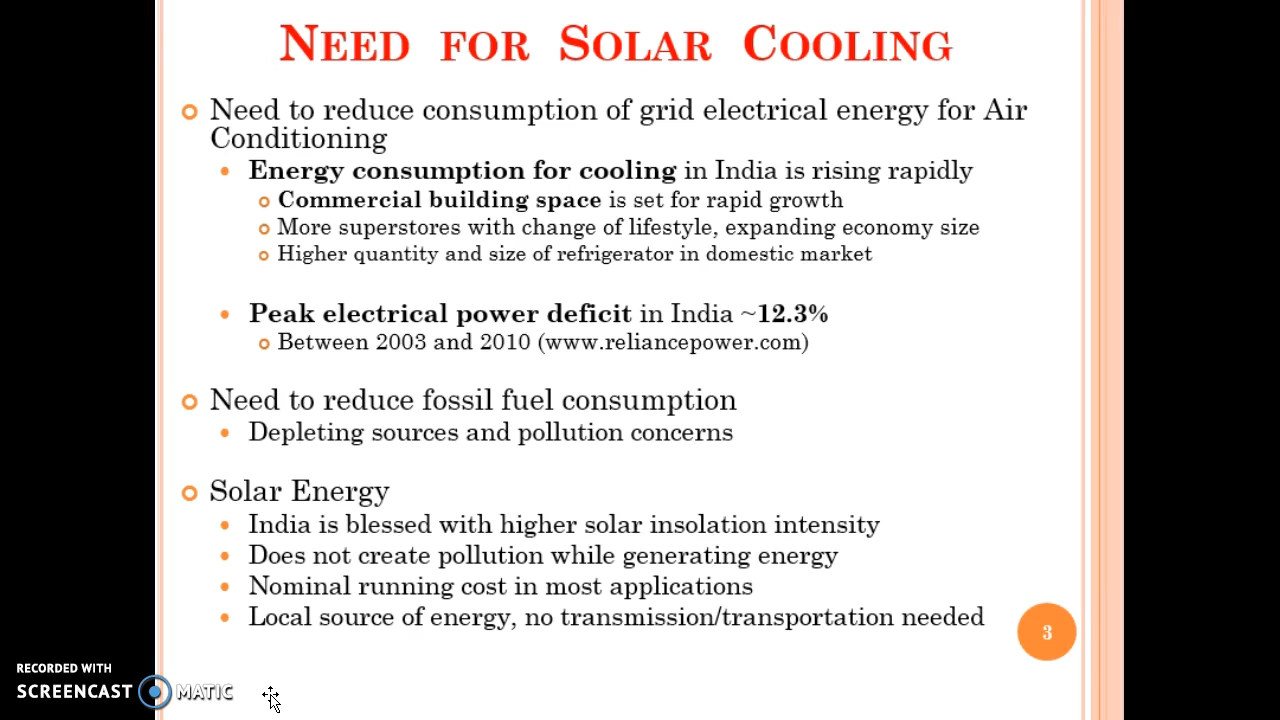 NEED FOR SOLAR COOLING
Need to reduce consumption of grid electrical energy for Air
Conditioning
Energy consumption for cooling in India is rising rapidly
Commercial building space is set for rapid growth
More superstores with change of lifestyle, expanding economy size
Higher quantity and size of refrigerator in domestic market
Peak electrical power deficit in India ~12.3%
Between 2003 and 2010 (www.reliancepower.com)
Need to reduce fossil fuel consumption
Depleting sources and pollution concerns
Solar Energy
India is blessed with higher solar insolation intensity
Does not create pollution while generating energy
Nominal running cost in most applications
Local source of energy, no transmission/transportation needed
3
RECORDED WITH
SCREENCAST MATIC